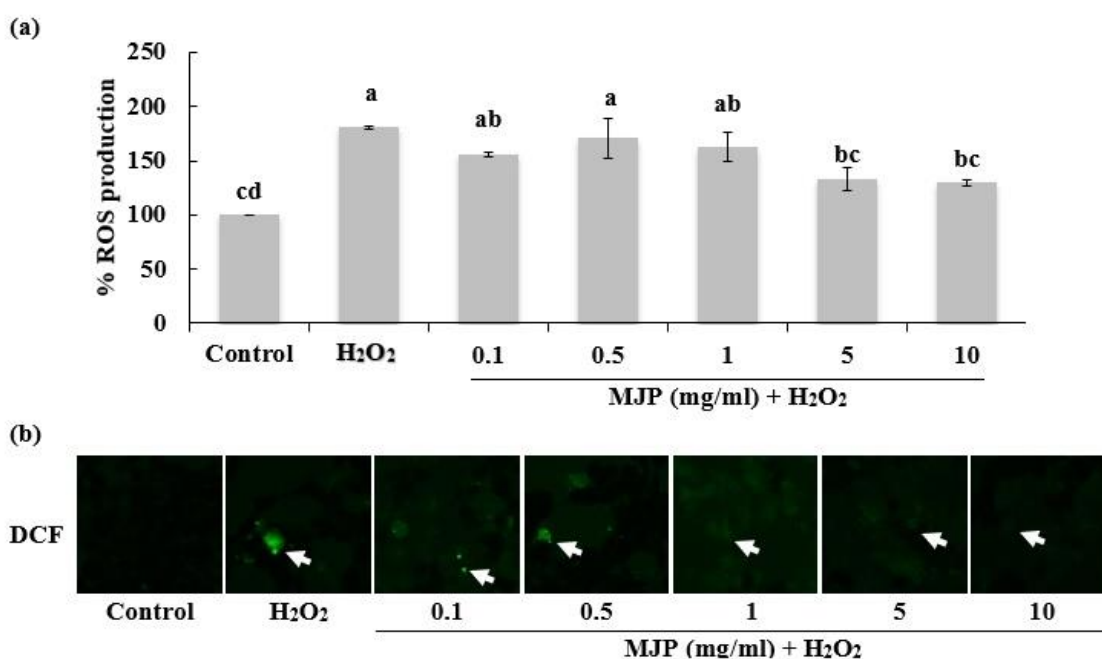 (a)
% ROS production
250
200
150
100
50
0
cd
a
ab
a
ab
bc
bc
Control
H₂O₂
0.1
0.5
1
5
10
MJP (mg/ml) + H₂O₂
(b)
DCF
Control
H₂O₂
0.1
0.5
1
5
10
MJP (mg/ml) + H₂O₂